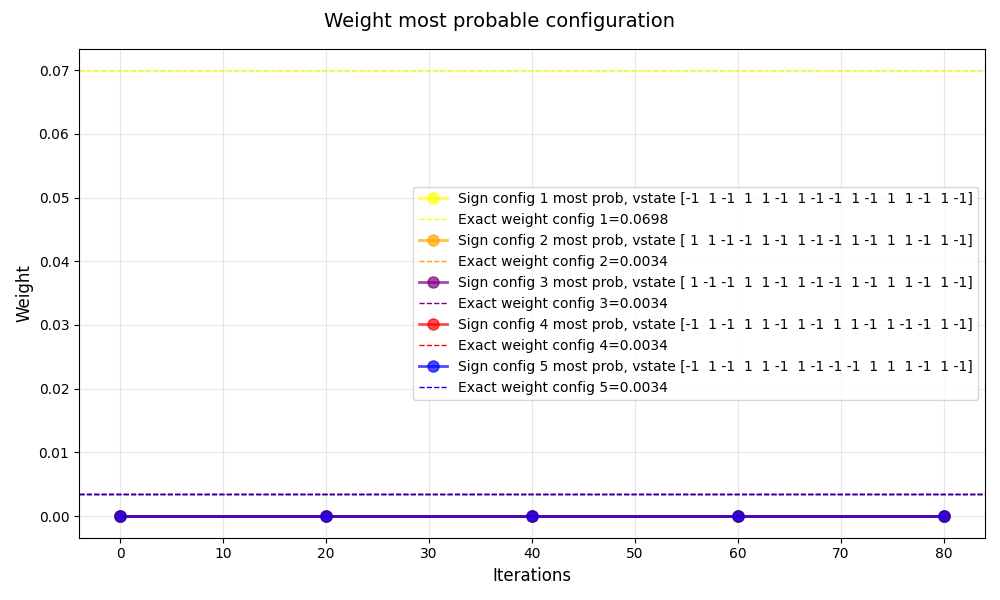 Weight most probable configuration
0.07
0.06
0.05
0.04
0.03
0.02
0.01
0.00
Weight
Sign config 1 most prob, vstate [-1  1 -1  1  1 -1  1 -1 -1  1 -1  1  1 -1  1 -1]
Exact weight config 1=0.0698
Sign config 2 most prob, vstate [ 1  1 -1 -1  1 -1  1 -1 -1  1 -1  1  1 -1  1 -1]
Exact weight config 2=0.0034
Sign config 3 most prob, vstate [ 1 -1 -1  1  1 -1  1 -1 -1  1 -1  1  1 -1  1 -1]
Exact weight config 3=0.0034
Sign config 4 most prob, vstate [-1  1 -1  1  1 -1  1 -1  1  1 -1  1 -1 -1  1 -1]
Exact weight config 4=0.0034
Sign config 5 most prob, vstate [-1  1 -1  1  1 -1  1 -1 -1 -1  1  1  1 -1  1 -1]
Exact weight config 5=0.0034
0 10 20 30 40 50 60 70 80
Iterations